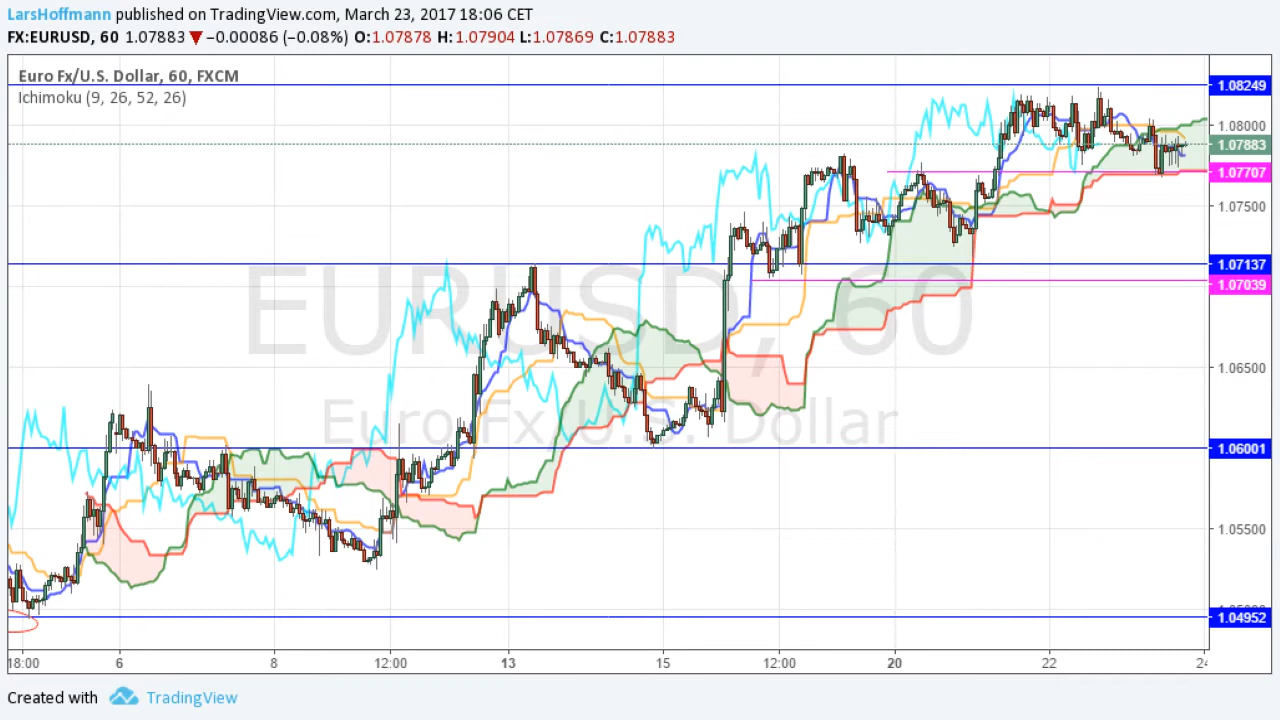 LarsHoffmann published on TradingView.com, March 23, 2017 18:06 CET
FX:EURUSD, 60 1.07883 ▼ −0.00086 (−0.08%) O:1.07878 H:1.07904 L:1.07869 C:1.07883
Euro Fx/U.S. Dollar, 60, FXCM
Ichimoku (9, 26, 52, 26)
EURUSD, 60
Euro Fx/U.S. Dollar
1.08249
1.08000
1.07883
1.07707
1.07500
1.07137
1.07039
1.06500
1.06001
1.05500
1.04952
18:00 6 8 12:00 13 15 12:00 20 22 24
Created with TradingView